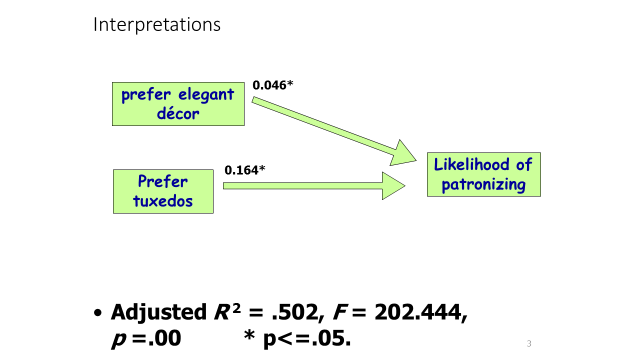 Interpretations
0.046*
prefer elegant
décor
0.164*
Prefer
tuxedos
Likelihood of
patronizing
• Adjusted R² = .502, F = 202.444,
p =.00 * p<=.05.
3